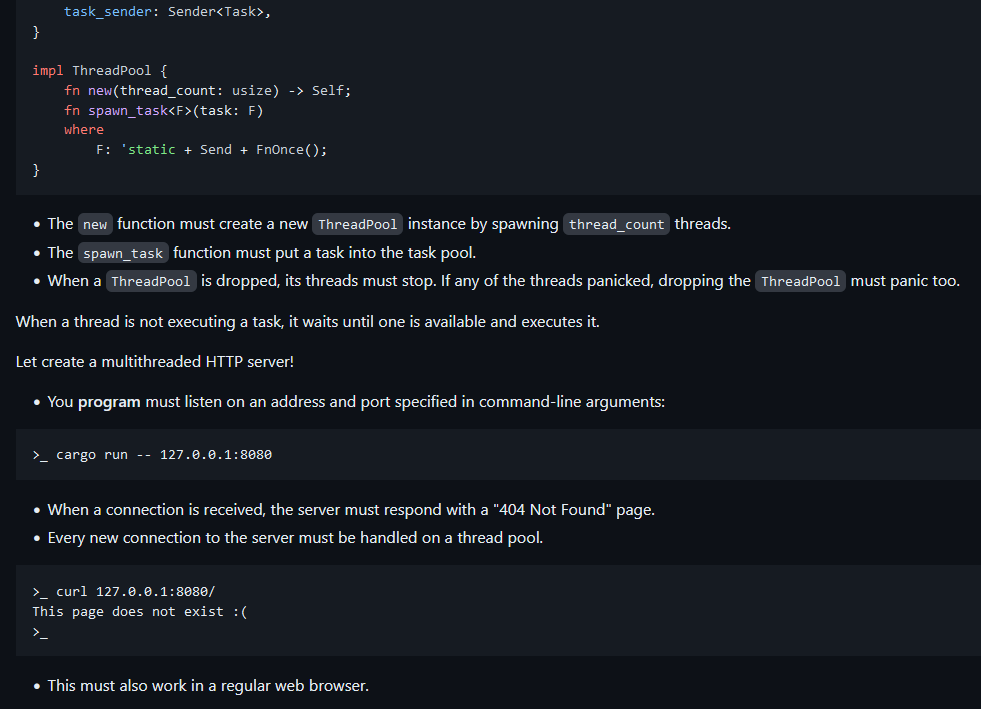 task_sender: Sender<Task>,
}

impl ThreadPool {
    fn new(thread_count: usize) -> Self;
    fn spawn_task<F>(task: F)
    where
        F: 'static + Send + FnOnce();
}
• The new function must create a new ThreadPool instance by spawning thread_count threads.
• The spawn_task function must put a task into the task pool.
• When a ThreadPool is dropped, its threads must stop. If any of the threads panicked, dropping the ThreadPool must panic too.
When a thread is not executing a task, it waits until one is available and executes it.
Let create a multithreaded HTTP server!
• You program must listen on an address and port specified in command-line arguments:
>_ cargo run -- 127.0.0.1:8080
• When a connection is received, the server must respond with a "404 Not Found" page.
• Every new connection to the server must be handled on a thread pool.
>_ curl 127.0.0.1:8080/
This page does not exist :(
>_
• This must also work in a regular web browser.